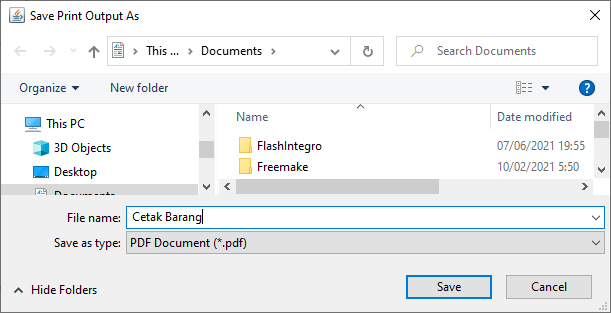 Save Print Output As
This ... Documents
Search Documents
Organize New folder
This PC
3D Objects
Desktop
Documents
Name Date modified
FlashIntegro 07/06/2021 19:55
Freemake 10/02/2021 5:50
File name: Cetak Barang
Save as type: PDF Document (*.pdf)
Hide Folders
Save Cancel